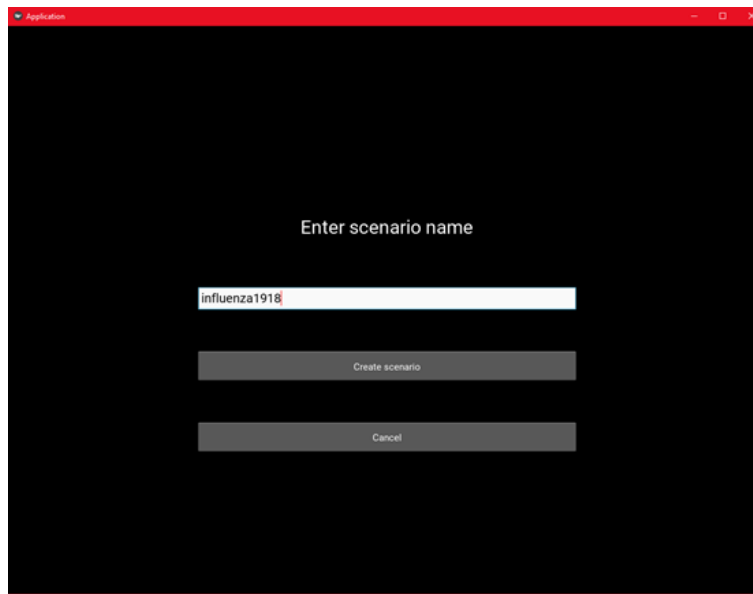 Application
Enter scenario name
influenza1918
Create scenario
Cancel